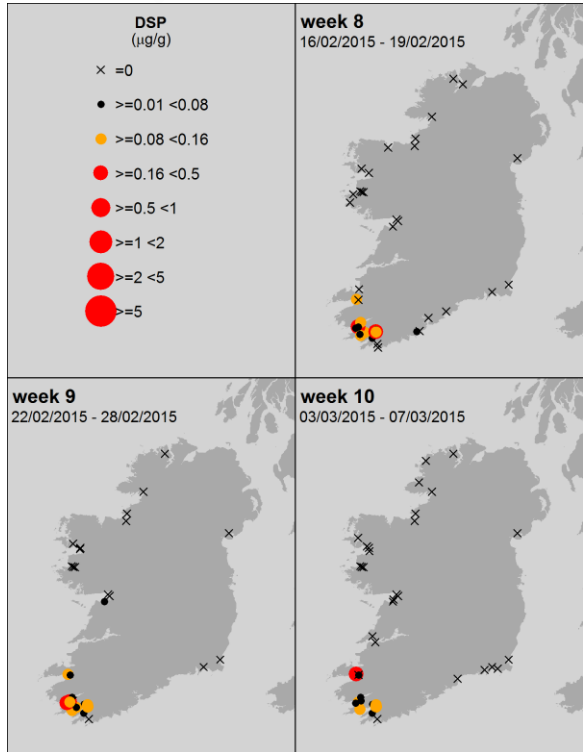 DSP
(µg/g)
=0
>=0.01 <0.08
>=0.08 <0.16
>=0.16 <0.5
>=0.5 <1
>=1 <2
>=2 <5
>=5
week 8
16/02/2015 - 19/02/2015
week 9
22/02/2015 - 28/02/2015
week 10
03/03/2015 - 07/03/2015